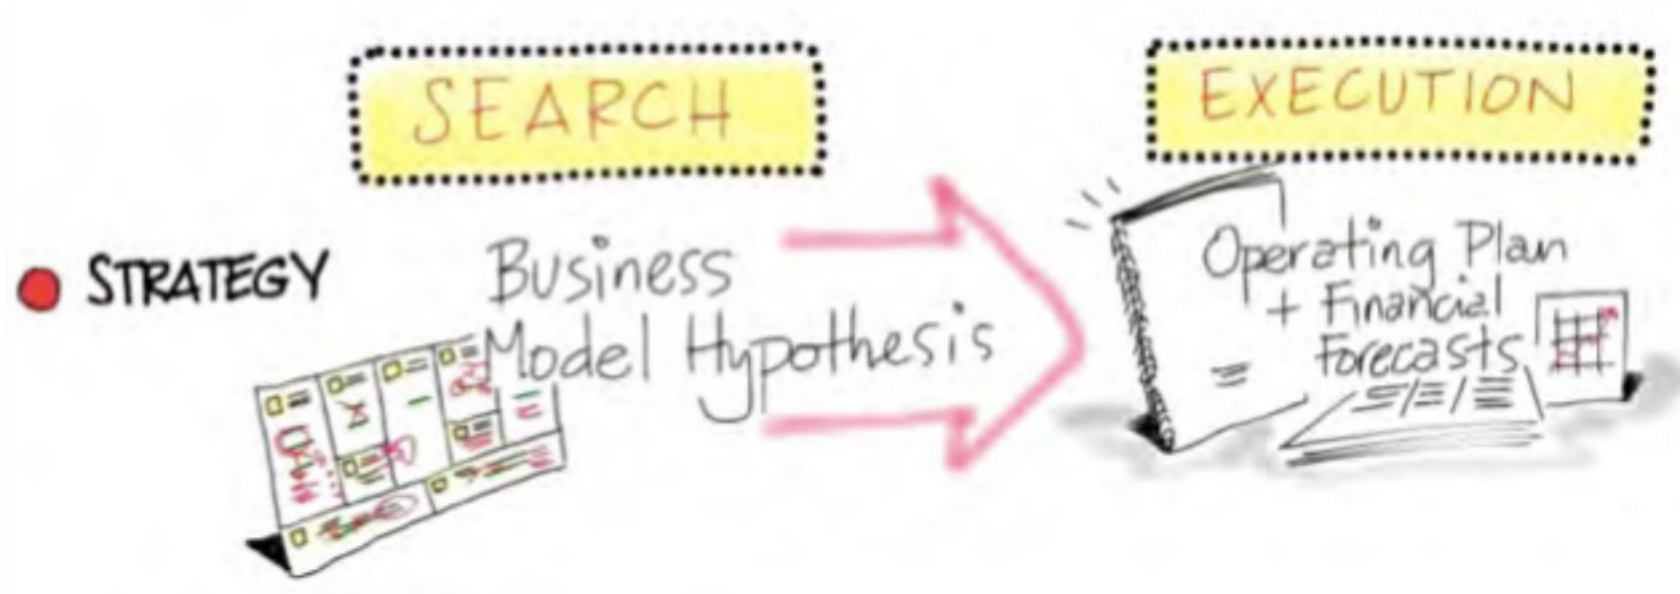 SEARCH
EXECUTION
STRATEGY
Business
Model Hypothesis
Operating Plan
+ Financial
Forecasts